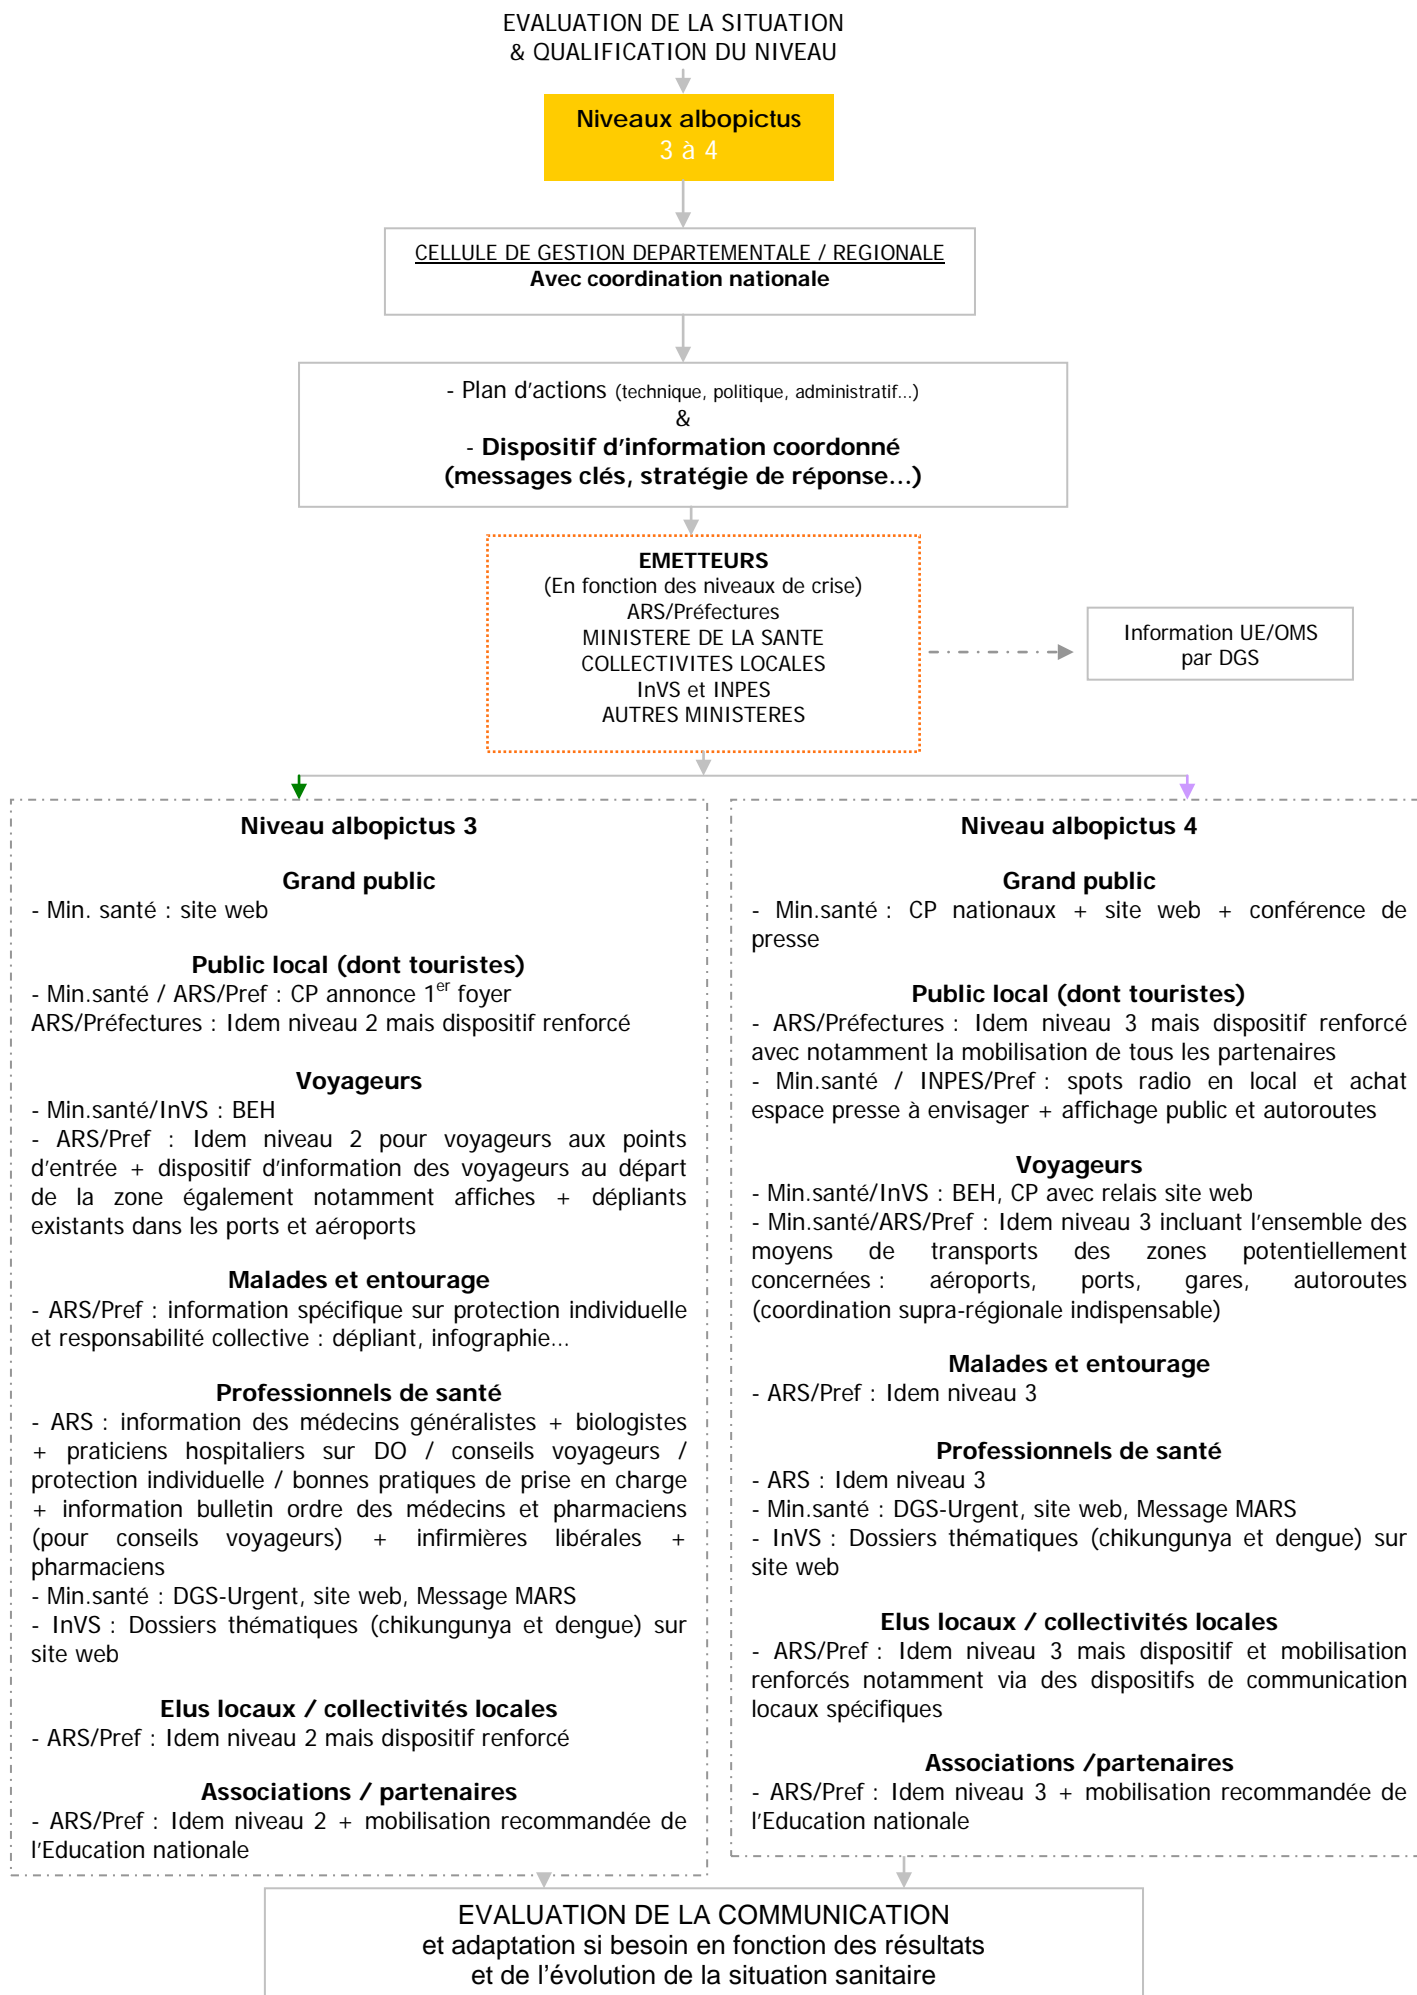 EVALUATION DE LA SITUATION
& QUALIFICATION DU NIVEAU
Niveaux albopictus
3 à 4
CELLULE DE GESTION DEPARTEMENTALE / REGIONALE
Avec coordination nationale
- Plan d'actions (technique, politique, administratif...)
&
- Dispositif d'information coordonné
(messages clés, stratégie de réponse...)
EMETTEURS
(En fonction des niveaux de crise)
ARS/Préfectures
MINISTERE DE LA SANTE
COLLECTIVITES LOCALES
InVS et INPES
AUTRES MINISTERES
Information UE/OMS
par DGS
Niveau albopictus 3
Grand public
- Min. santé : site web
Public local (dont touristes)
- Min.santé / ARS/Pref : CP annonce 1er foyer
ARS/Préfectures : Idem niveau 2 mais dispositif renforcé
Voyageurs
- Min.santé/InVS : BEH
- ARS/Pref : Idem niveau 2 pour voyageurs aux points
d'entrée + dispositif d'information des voyageurs au départ
de la zone également notamment affiches + dépliants
existants dans les ports et aéroports
Malades et entourage
- ARS/Pref : information spécifique sur protection individuelle
et responsabilité collective : dépliant, infographie...
Professionnels de santé
- ARS : information des médecins généralistes + biologistes
+ praticiens hospitaliers sur DO / conseils voyageurs /
protection individuelle / bonnes pratiques de prise en charge
+ information bulletin ordre des médecins et pharmaciens
(pour conseils voyageurs) + infirmières libérales +
pharmaciens
- Min.santé : DGS-Urgent, site web, Message MARS
- InVS : Dossiers thématiques (chikungunya et dengue) sur
site web
Elus locaux / collectivités locales
- ARS/Pref : Idem niveau 2 mais dispositif renforcé
Associations / partenaires
- ARS/Pref : Idem niveau 2 + mobilisation recommandée de
l'Education nationale
Niveau albopictus 4
Grand public
- Min.santé : CP nationaux + site web + conférence de
presse
Public local (dont touristes)
- ARS/Préfectures : Idem niveau 3 mais dispositif renforcé
avec notamment la mobilisation de tous les partenaires
- Min.santé / INPES/Pref : spots radio en local et achat
espace presse à envisager + affichage public et autoroutes
Voyageurs
- Min.santé/InVS : BEH, CP avec relais site web
- Min.santé/ARS/Pref : Idem niveau 3 incluant l'ensemble des
moyens de transports des zones potentiellement
concernées : aéroports, ports, gares, autoroutes
(coordination supra-régionale indispensable)
Malades et entourage
- ARS/Pref : Idem niveau 3
Professionnels de santé
- ARS : Idem niveau 3
- Min.santé : DGS-Urgent, site web, Message MARS
- InVS : Dossiers thématiques (chikungunya et dengue) sur
site web
Elus locaux / collectivités locales
- ARS/Pref : Idem niveau 3 mais dispositif et mobilisation
renforcés notamment via des dispositifs de communication
locaux spécifiques
Associations /partenaires
- ARS/Pref : Idem niveau 3 + mobilisation recommandée de
l'Education nationale
EVALUATION DE LA COMMUNICATION
et adaptation si besoin en fonction des résultats
et de l'évolution de la situation sanitaire